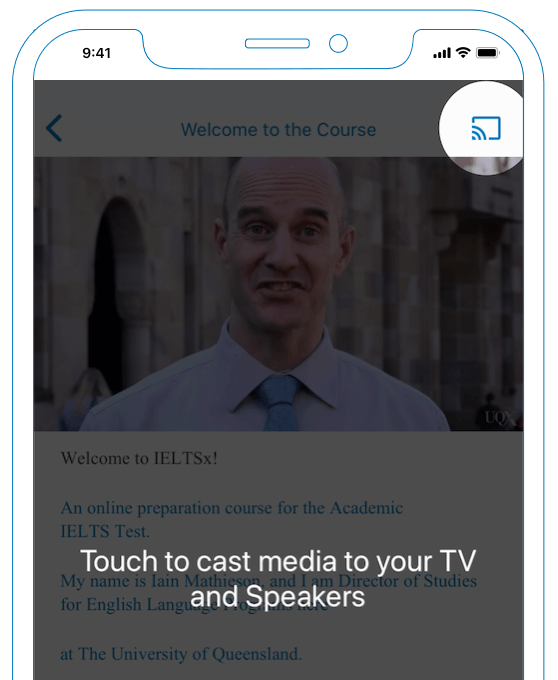 9:41
Welcome to the Course
UQx
Welcome to IELTSx!
An online preparation course for the Academic
IELTS Test.
Touch to cast media to your TV
My name is Iain Mathieson, and I am Director of Studies
and Speakers
for English Language Programs here
at The University of Queensland.